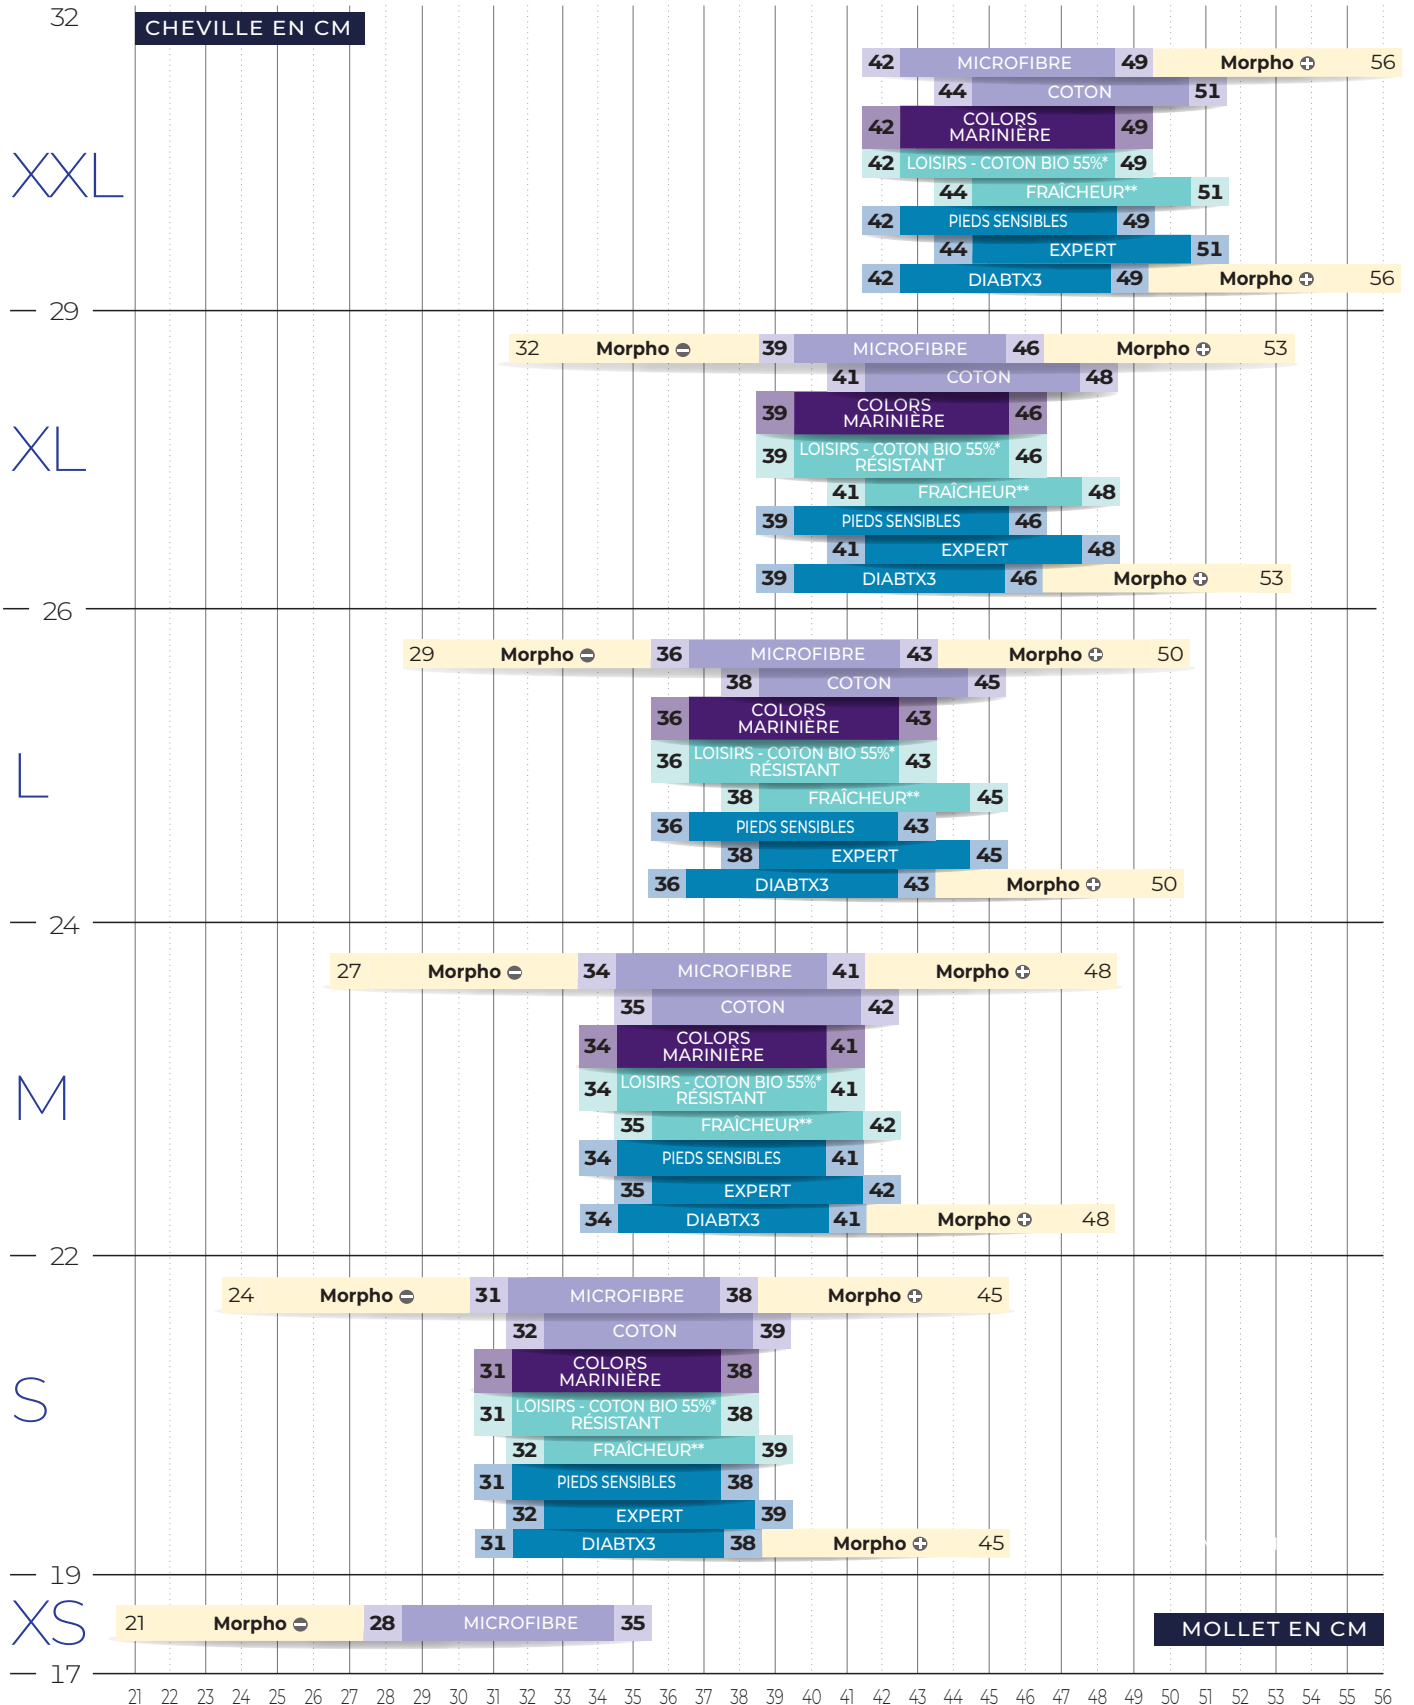 32
CHEVILLE EN CM
42 MICROFIBRE 49 Morpho + 56
44 COTON 51
42 COLORS MARINIÈRE 49
XXL
42 LOISIRS - COTON BIO 55%* 49
44 FRAÎCHEUR** 51
42 PIEDS SENSIBLES 49
44 EXPERT 51
42 DIABTX3 49 Morpho + 56
29
32 Morpho - 39 MICROFIBRE 46 Morpho + 53
41 COTON 48
39 COLORS MARINIÈRE 46
XL
39 LOISIRS - COTON BIO 55%* RÉSISTANT 46
41 FRAÎCHEUR** 48
39 PIEDS SENSIBLES 46
41 EXPERT 48
39 DIABTX3 46 Morpho + 53
26
29 Morpho - 36 MICROFIBRE 43 Morpho + 50
38 COTON 45
36 COLORS MARINIÈRE 43
L
36 LOISIRS - COTON BIO 55%* RÉSISTANT 43
38 FRAÎCHEUR** 45
36 PIEDS SENSIBLES 43
38 EXPERT 45
36 DIABTX3 43 Morpho + 50
24
27 Morpho - 34 MICROFIBRE 41 Morpho + 48
35 COTON 42
34 COLORS MARINIÈRE 41
M
34 LOISIRS - COTON BIO 55%* RÉSISTANT 41
35 FRAÎCHEUR** 42
34 PIEDS SENSIBLES 41
35 EXPERT 42
34 DIABTX3 41 Morpho + 48
22
24 Morpho - 31 MICROFIBRE 38 Morpho + 45
32 COTON 39
31 COLORS MARINIÈRE 38
S
31 LOISIRS - COTON BIO 55%* RÉSISTANT 38
32 FRAÎCHEUR** 39
31 PIEDS SENSIBLES 38
32 EXPERT 39
31 DIABTX3 38 Morpho + 45
19
XS
21 Morpho - 28 MICROFIBRE 35
MOLLET EN CM
17
21 22 23 24 25 26 27 28 29 30 31 32 33 34 35 36 37 38 39 40 41 42 43 44 45 46 47 48 49 50 51 52 53 54 55 56